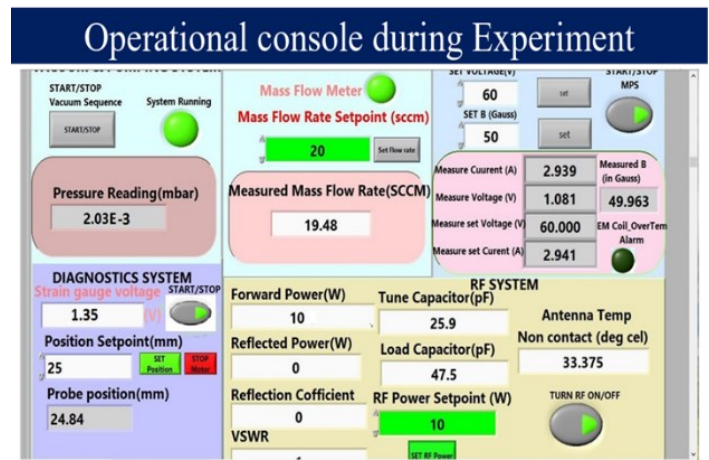 Operational console during Experiment
VACUUM & PUMPING SYSTEM
START/STOP
Vacuum Sequence
System Running
START/STOP
Pressure Reading(mbar)
2.03E-3
Mass Flow Meter
Mass Flow Rate Setpoint (sccm)
20
Set flow rate
Measured Mass Flow Rate(SCCM)
19.48
SET VOLTAGE(V)
60
set
SET B (Gauss)
50
set
START/STOP
MPS
Measure Cuurent (A)
2.939
Measure Voltage (V)
1.081
Measure set Voltage (V)
60.000
Measure set Curent (A)
2.941
Measured B
(in Gauss)
49.963
EM Coil_OverTem
Alarm
DIAGNOSTICS SYSTEM
Strain gauge voltage
START/STOP
1.35
(V)
Position Setpoint(mm)
25
SET
Position
STOP
Motor
Probe position(mm)
24.84
RF SYSTEM
Forward Power(W)
10
Reflected Power(W)
0
Reflection Cofficient
0
VSWR
Tune Capacitor(pF)
25.9
Load Capacitor(pF)
47.5
RF Power Setpoint (W)
10
SET RF Power
Antenna Temp
Non contact (deg cel)
33.375
TURN RF ON/OFF